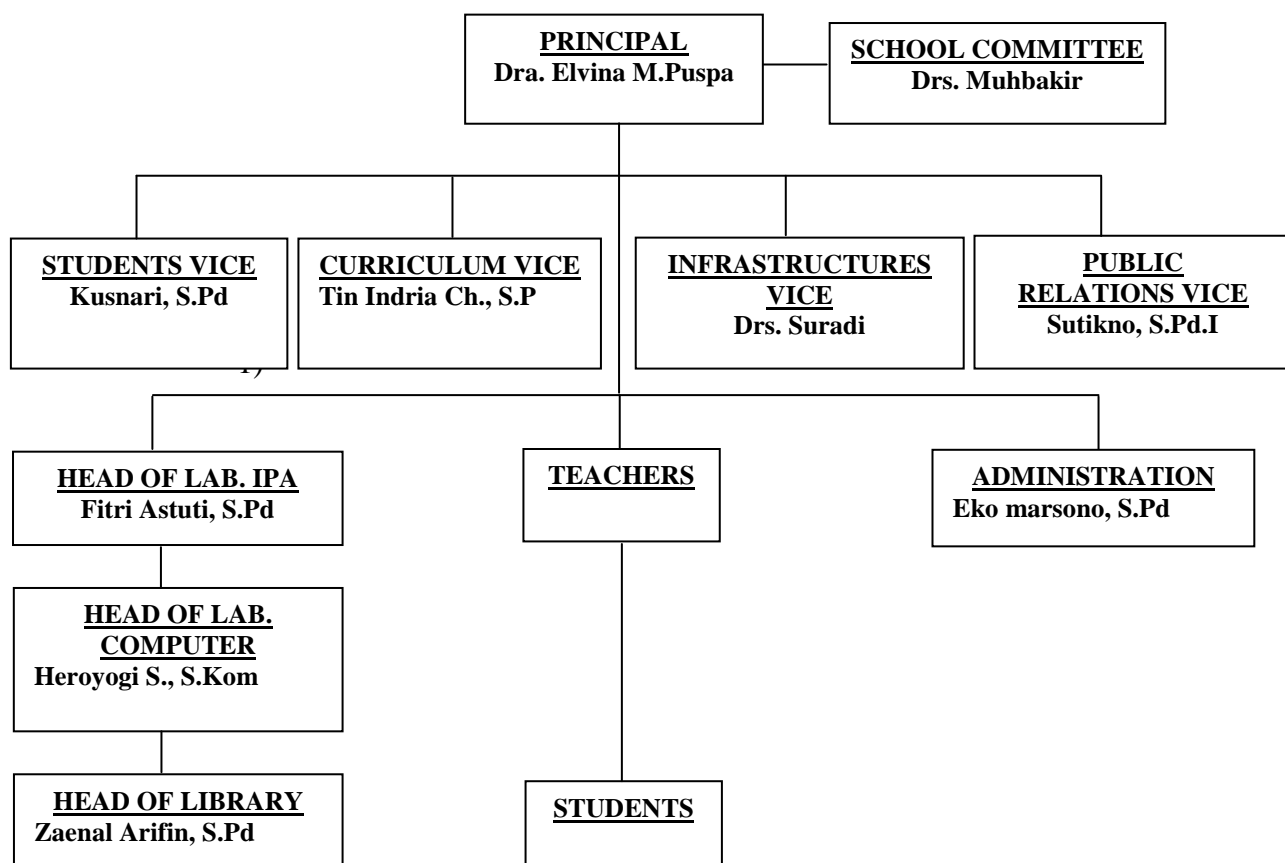 PRINCIPAL
Dra. Elvina M.Puspa
SCHOOL COMMITTEE
Drs. Muhbakir
STUDENTS VICE
Kusnari, S.Pd
CURRICULUM VICE
Tin Indria Ch., S.P
INFRASTRUCTURES
VICE
Drs. Suradi
PUBLIC
RELATIONS VICE
Sutikno, S.Pd.I
HEAD OF LAB. IPA
Fitri Astuti, S.Pd
TEACHERS
ADMINISTRATION
Eko marsono, S.Pd
HEAD OF LAB.
COMPUTER
Heroyogi S., S.Kom
HEAD OF LIBRARY
Zaenal Arifin, S.Pd
STUDENTS